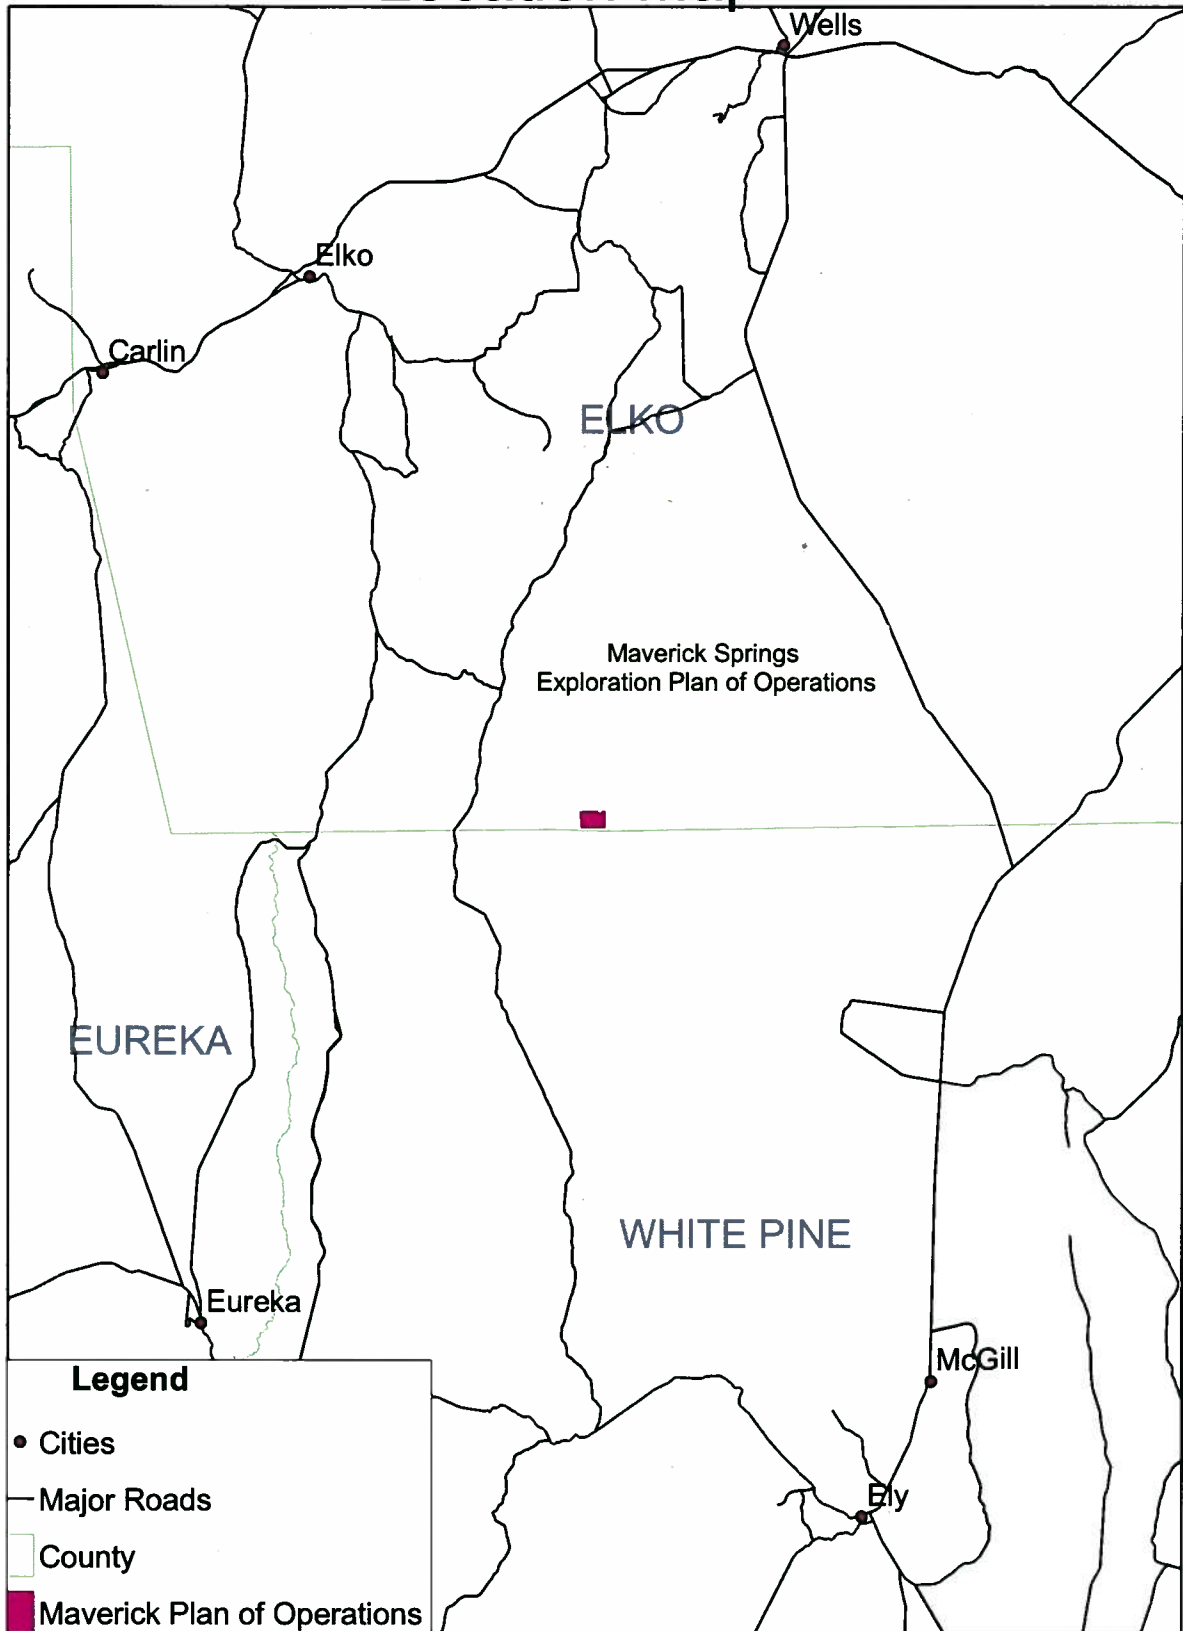 Wells
Elko
Carlin
ELKO
Maverick Springs
Exploration Plan of Operations
EUREKA
WHITE PINE
Eureka
McGill
Ely
Legend
Cities
Major Roads
County
Maverick Plan of Operations